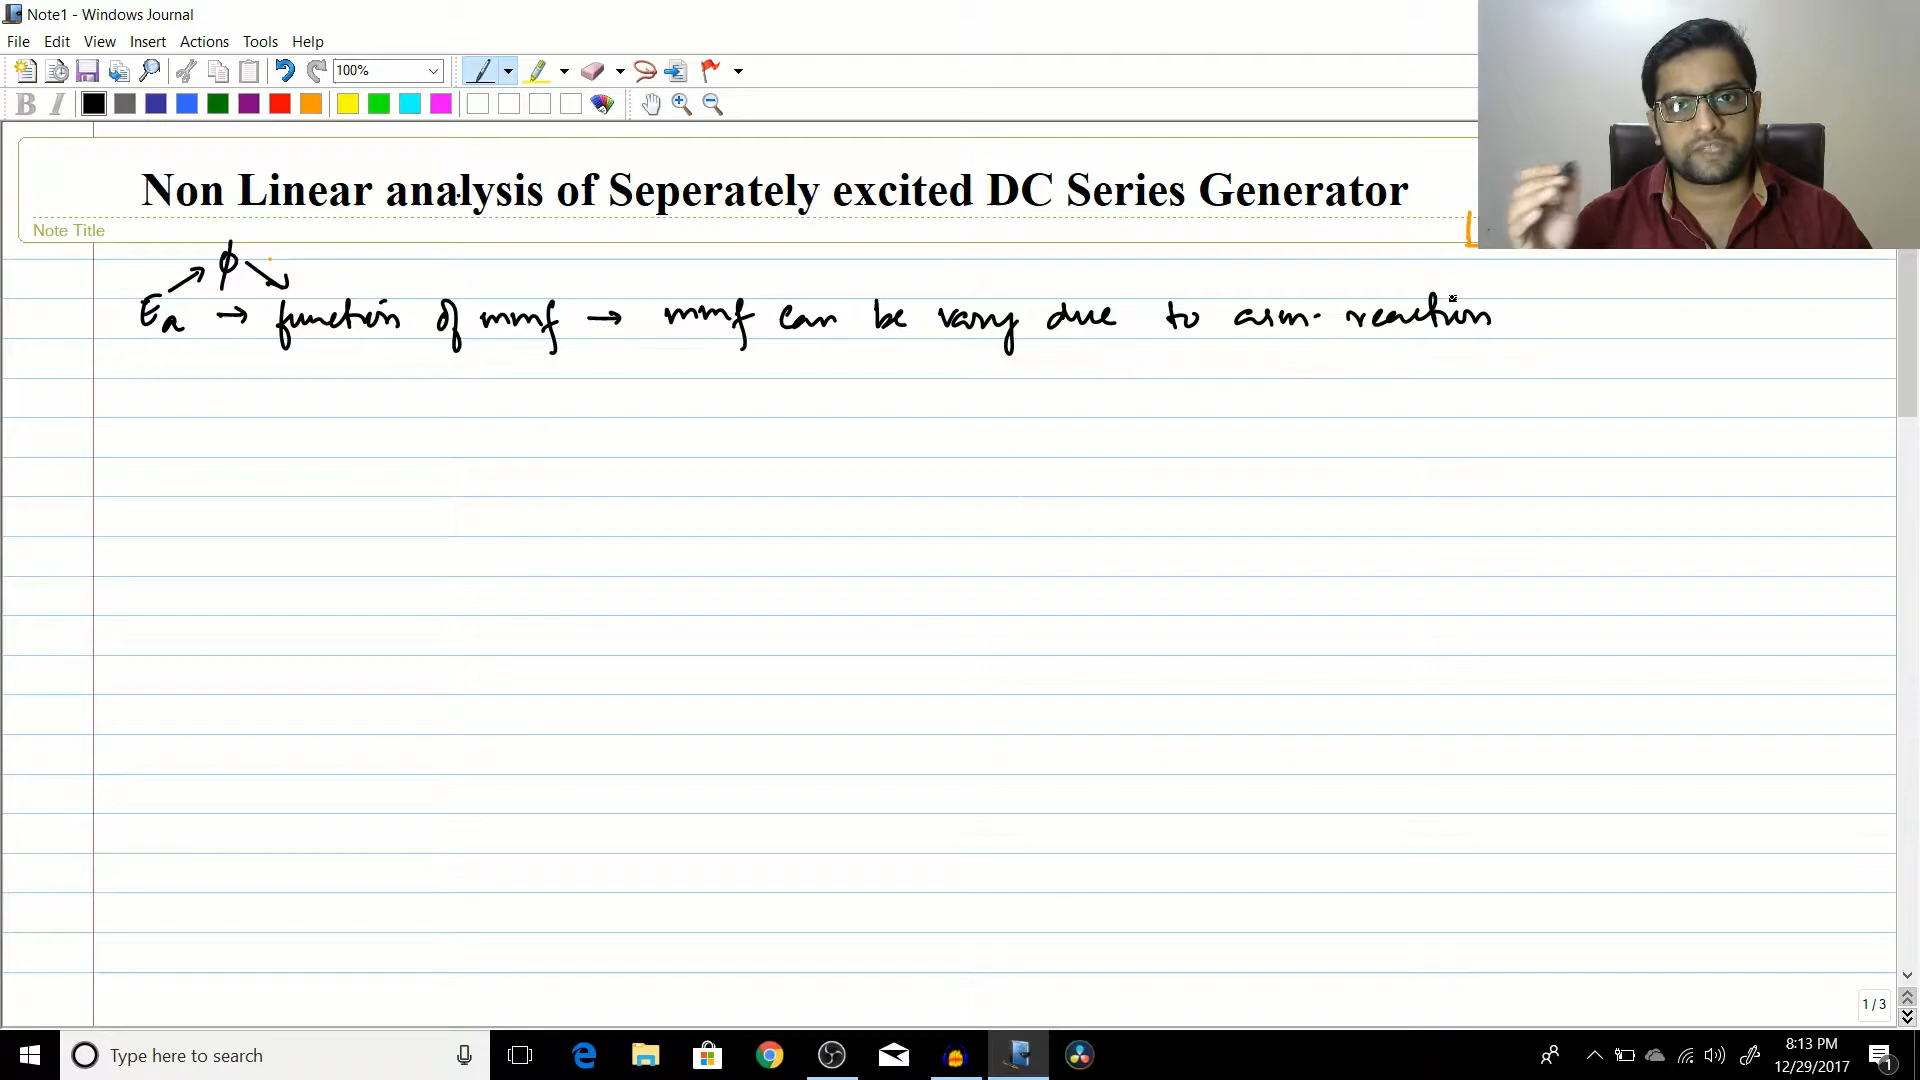 Note1 - Windows Journal
File Edit View Insert Actions Tools Help
100%
B I
Non Linear analysis of Seperately excited DC Series Generator
Note Title
ϕ
Ea → function of mmf → mmf can be vary due to arm. reaction
1 / 3
Type here to search
8:13 PM
12/29/2017
1